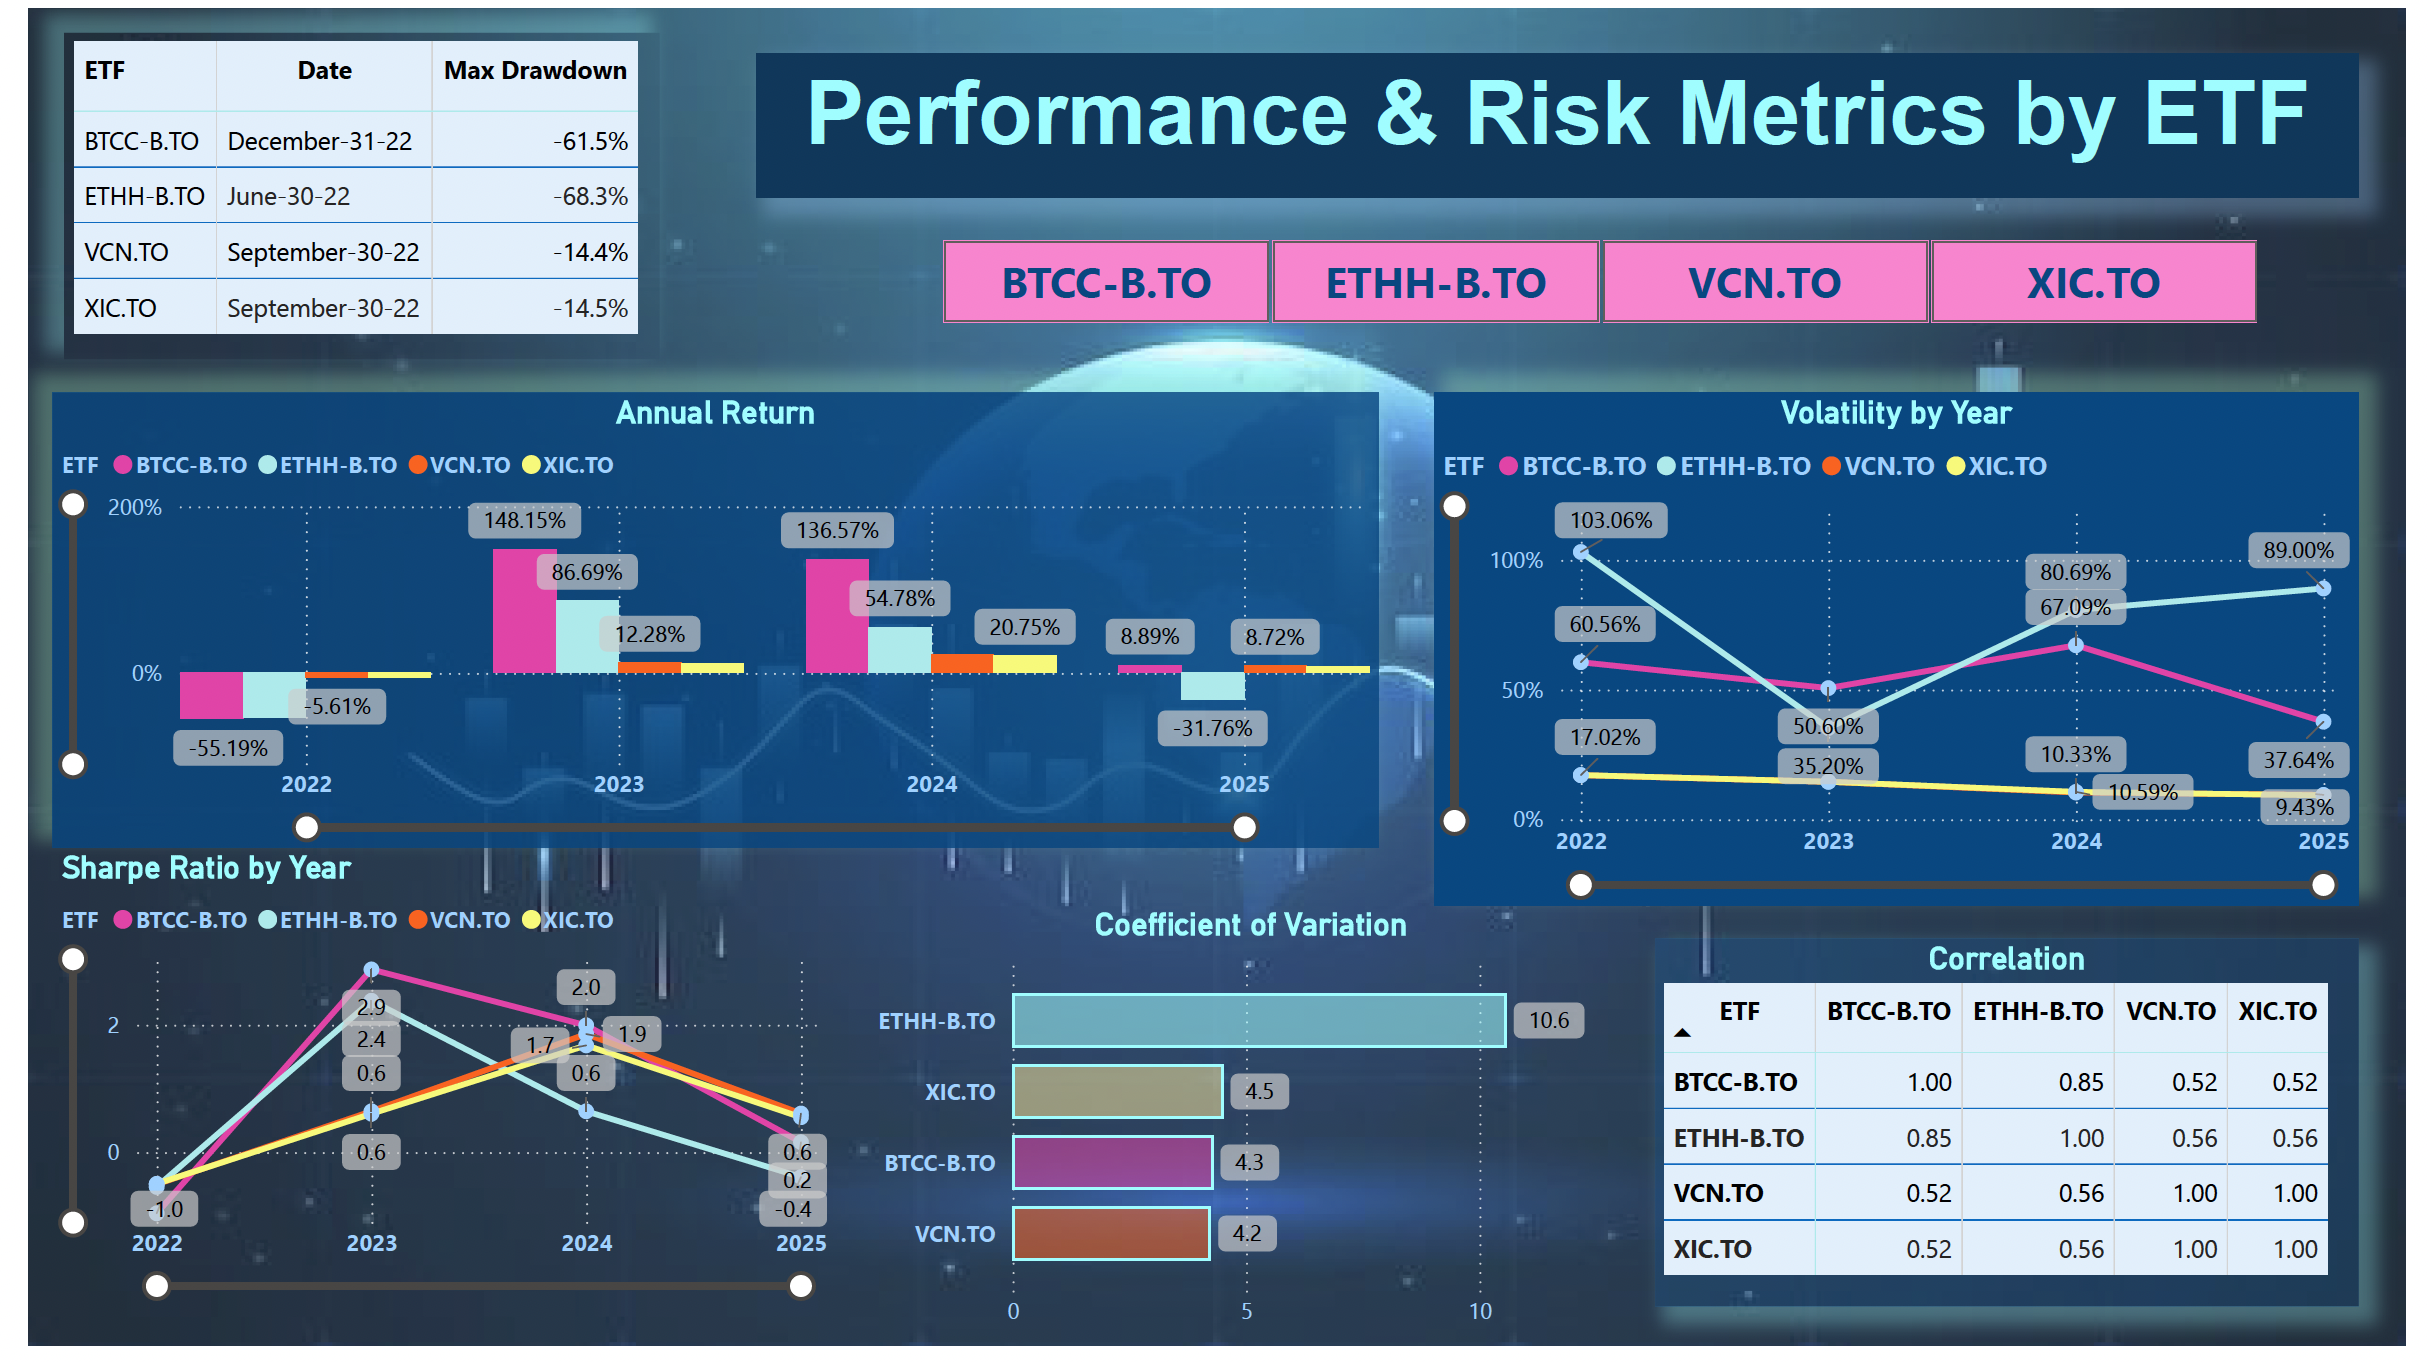 ETF Date Max Drawdown
BTCC-B.TO December-31-22 -61.5%
ETHH-B.TO June-30-22 -68.3%
VCN.TO September-30-22 -14.4%
XIC.TO September-30-22 -14.5%
Performance & Risk Metrics by ETF
BTCC-B.TO ETHH-B.TO VCN.TO XIC.TO
Annual Return
ETF BTCC-B.TO ETHH-B.TO VCN.TO XIC.TO
200%
0%
148.15%
136.57%
86.69%
54.78%
12.28%
20.75%
8.89%
8.72%
-5.61%
-31.76%
-55.19%
2022 2023 2024 2025
Volatility by Year
ETF BTCC-B.TO ETHH-B.TO VCN.TO XIC.TO
100%
50%
0%
103.06%
89.00%
80.69%
67.09%
60.56%
50.60%
17.02%
10.33%
37.64%
35.20%
10.59%
9.43%
2022 2023 2024 2025
Sharpe Ratio by Year
ETF BTCC-B.TO ETHH-B.TO VCN.TO XIC.TO
2
0
2.0
2.9
1.9
2.4
1.7
0.6
0.6
0.6
0.6
0.2
-1.0
-0.4
2022 2023 2024 2025
Coefficient of Variation
ETHH-B.TO 10.6
XIC.TO 4.5
BTCC-B.TO 4.3
VCN.TO 4.2
0 5 10
Correlation
ETF BTCC-B.TO ETHH-B.TO VCN.TO XIC.TO
BTCC-B.TO 1.00 0.85 0.52 0.52
ETHH-B.TO 0.85 1.00 0.56 0.56
VCN.TO 0.52 0.56 1.00 1.00
XIC.TO 0.52 0.56 1.00 1.00